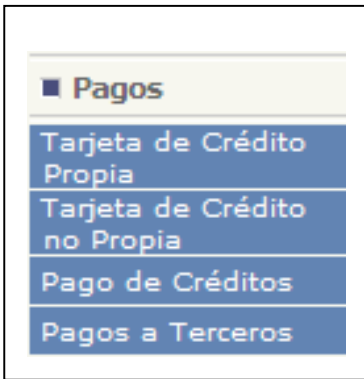 Pagos
Tarjeta de Crédito
Propia
Tarjeta de Crédito
no Propia
Pago de Créditos
Pagos a Terceros